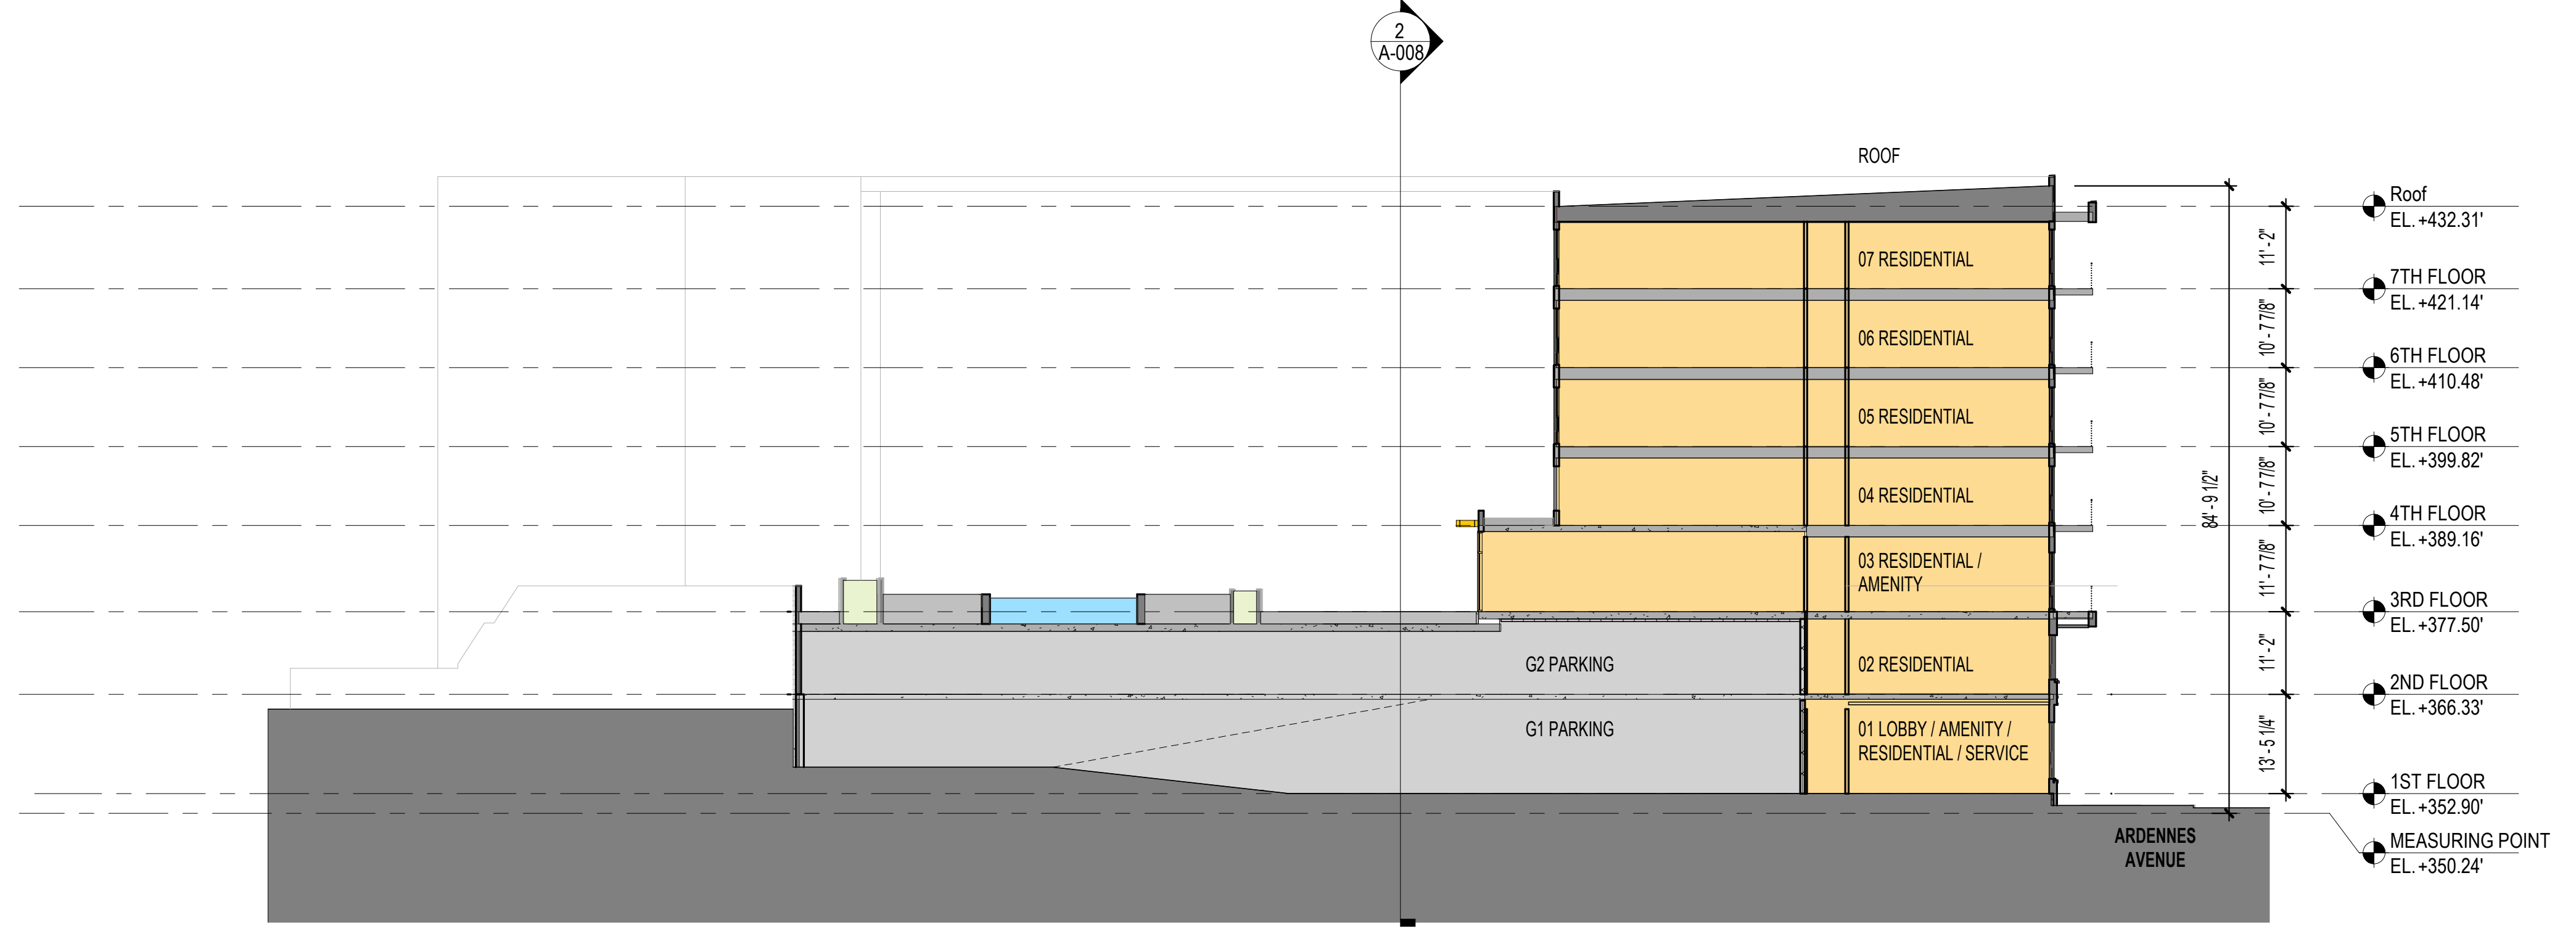 2
A-008
ROOF
Roof
EL. +432.31'
11' - 2"
07 RESIDENTIAL
7TH FLOOR
EL. +421.14'
10' - 7 7/8"
06 RESIDENTIAL
6TH FLOOR
EL. +410.48'
10' - 7 7/8"
05 RESIDENTIAL
5TH FLOOR
EL. +399.82'
10' - 7 7/8"
04 RESIDENTIAL
84' - 9 1/2"
4TH FLOOR
EL. +389.16'
11' - 7 7/8"
03 RESIDENTIAL /
AMENITY
3RD FLOOR
EL. +377.50'
11' - 2"
G2 PARKING
02 RESIDENTIAL
2ND FLOOR
EL. +366.33'
13' - 5 1/4"
G1 PARKING
01 LOBBY / AMENITY /
RESIDENTIAL / SERVICE
1ST FLOOR
EL. +352.90'
ARDENNES
AVENUE
MEASURING POINT
EL. +350.24'